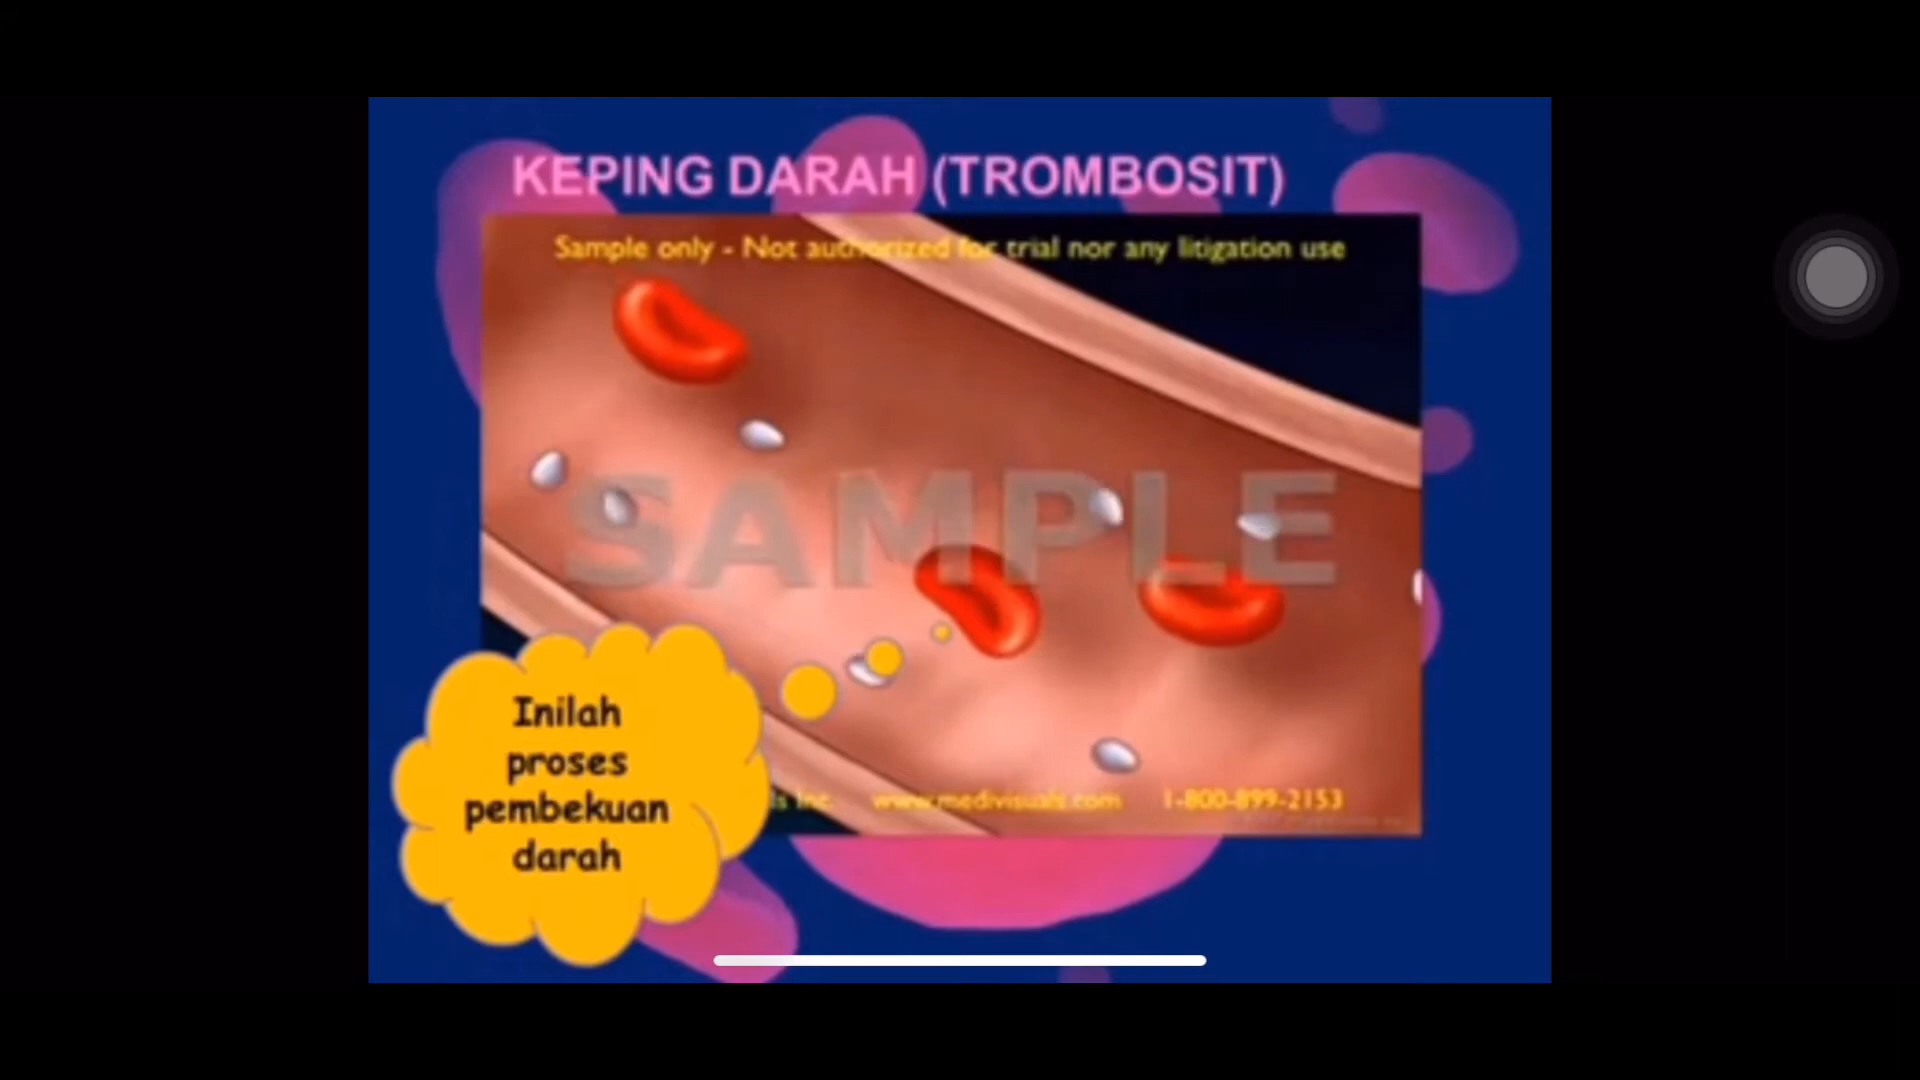 KEPING DARAH (TROMBOSIT)
Sample only - Not authorized for trial nor any litigation use
SAMPLE
Inilah
proses
pembekuan
darah
Inc. www.medivisuals.com 1-800-899-2153